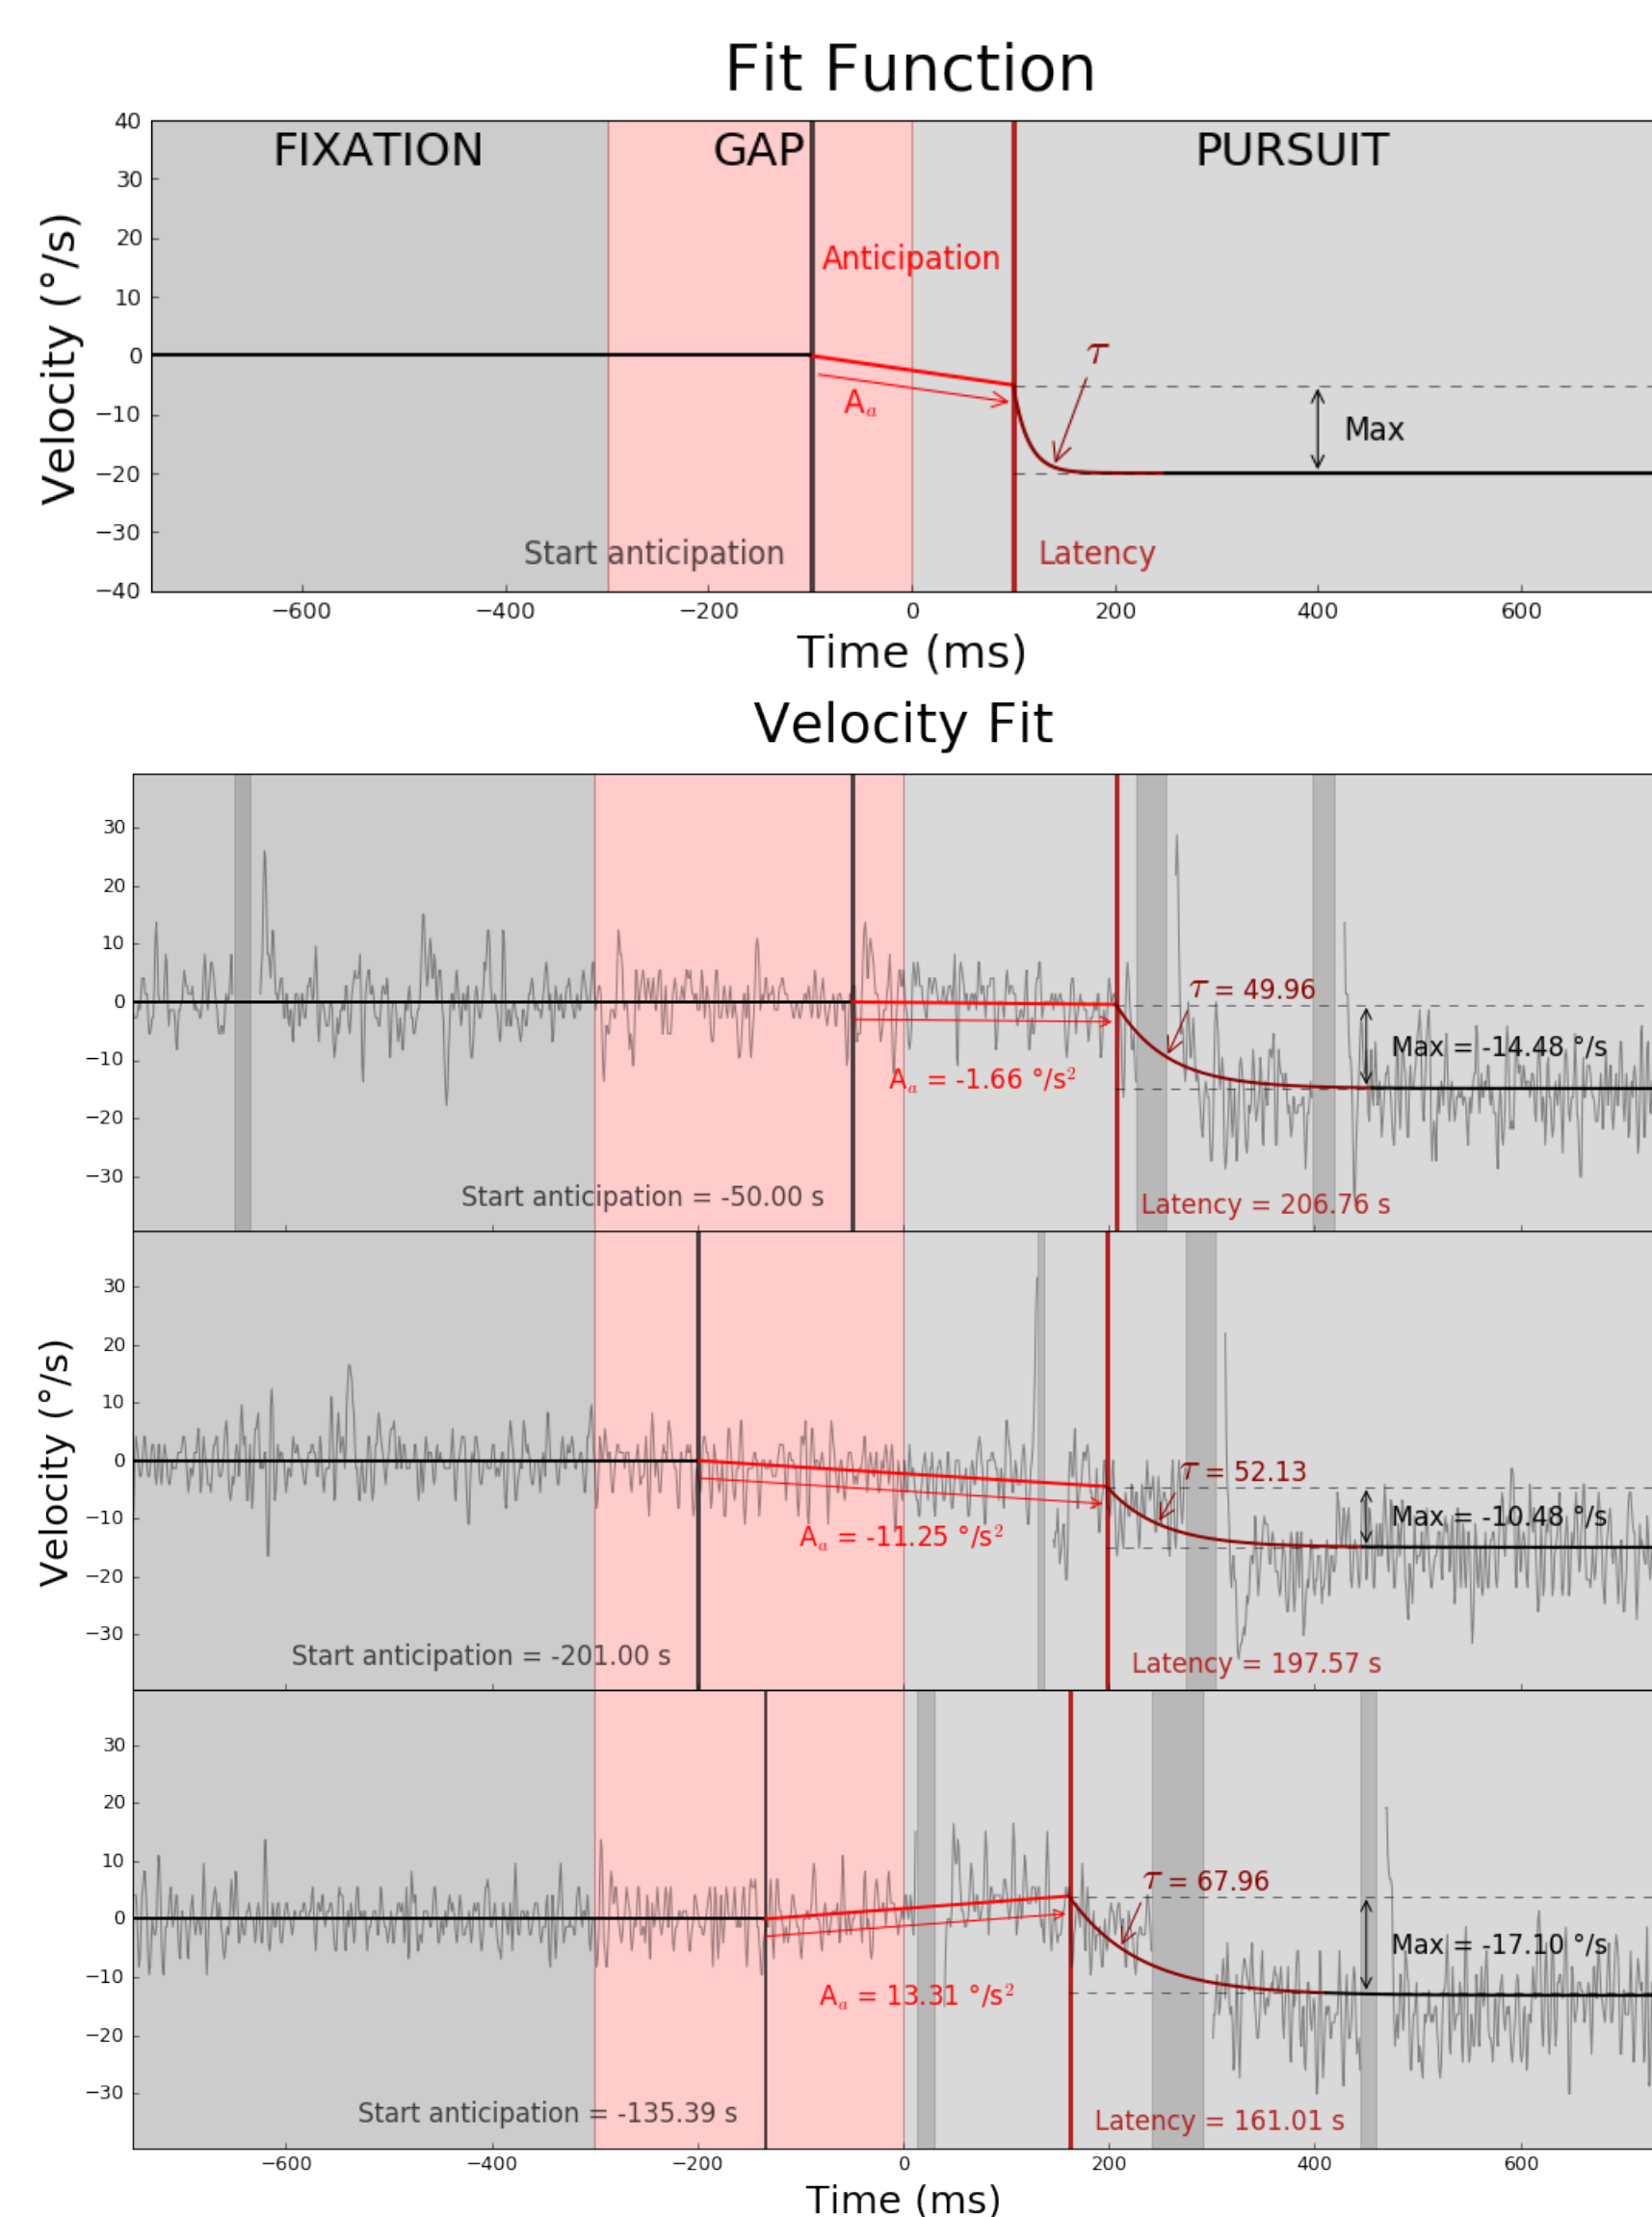 Fit Function
40
FIXATION GAP PURSUIT
30
20
Anticipation
10
0
τ
−10
Aa
Max
−20
−30
Start anticipation
Latency
−40
Velocity (°/s)
−600 −400 −200 0 200 400 600
Time (ms)
Velocity Fit
30
20
10
0
−10
−20
−30
τ = 49.96
Max = -14.48 °/s
Aa = -1.66 °/s²
Start anticipation = -50.00 s
Latency = 206.76 s
Velocity (°/s)
30
20
10
0
−10
−20
−30
τ = 52.13
Max = -10.48 °/s
Aa = -11.25 °/s²
Start anticipation = -201.00 s
Latency = 197.57 s
30
20
10
0
−10
−20
−30
τ = 67.96
Max = -17.10 °/s
Aa = 13.31 °/s²
Start anticipation = -135.39 s
Latency = 161.01 s
−600 −400 −200 0 200 400 600
Time (ms)